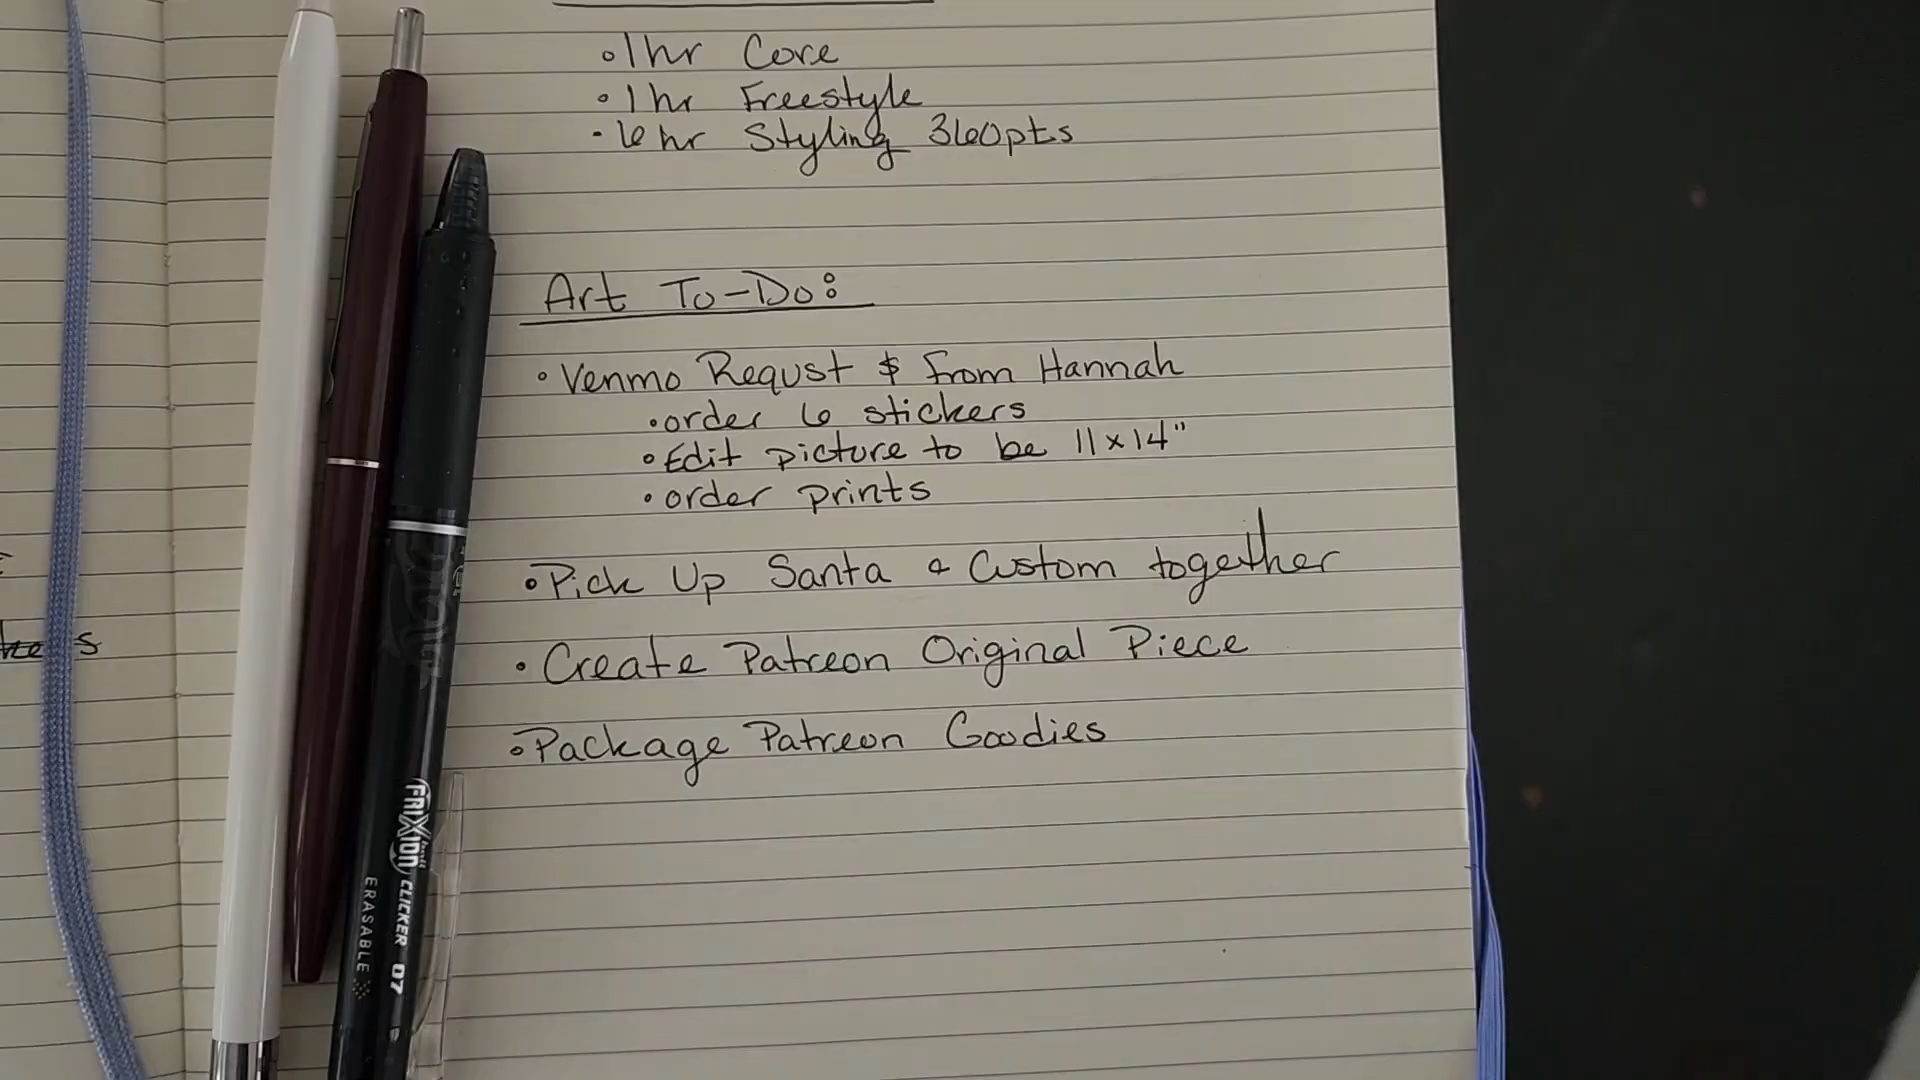 • 1hr Core
• 1hr Freestyle
• 6hr Styling 360pts
Art To-Do:
• Venmo Requst $ From Hannah
• order 6 stickers
• Edit picture to be 11x14"
• order prints
• Pick Up Santa & Custom together
• Create Patreon Original Piece
• Package Patreon Goodies
FRIXION ball CLICKER 07
ERASABLE